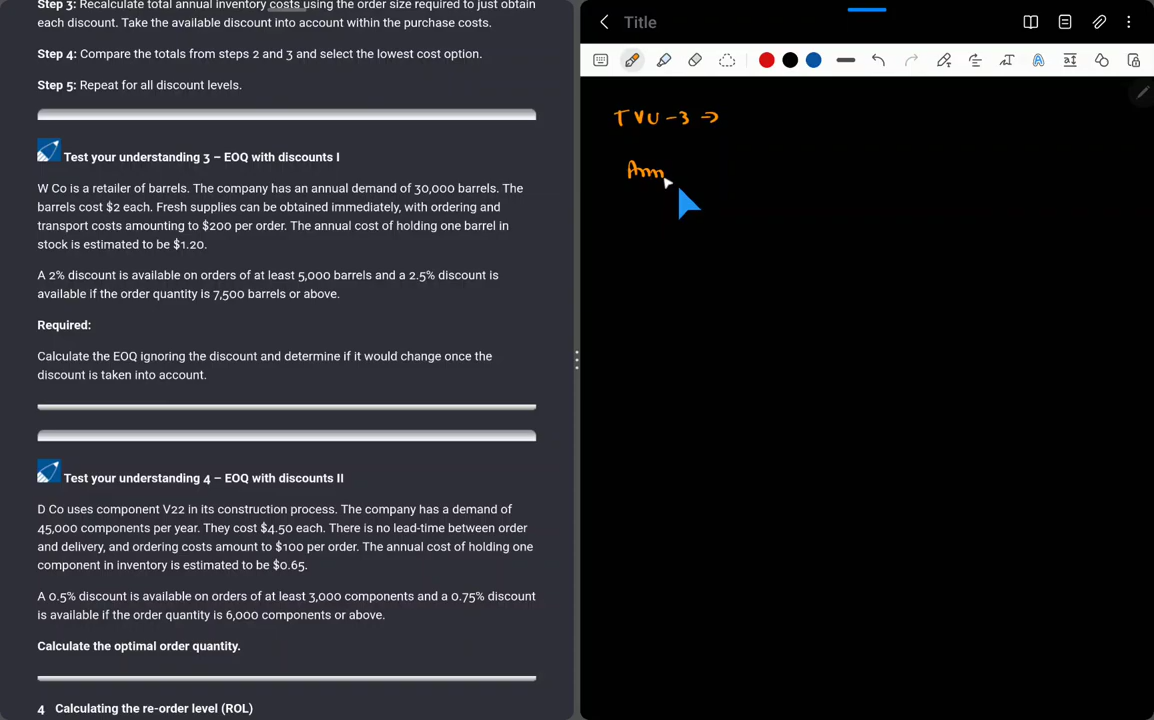 Step 3: Recalculate total annual inventory costs using the order size required to just obtain
each discount. Take the available discount into account within the purchase costs.
Step 4: Compare the totals from steps 2 and 3 and select the lowest cost option.
Step 5: Repeat for all discount levels.
Test your understanding 3 – EOQ with discounts I
W Co is a retailer of barrels. The company has an annual demand of 30,000 barrels. The
barrels cost $2 each. Fresh supplies can be obtained immediately, with ordering and
transport costs amounting to $200 per order. The annual cost of holding one barrel in
stock is estimated to be $1.20.
A 2% discount is available on orders of at least 5,000 barrels and a 2.5% discount is
available if the order quantity is 7,500 barrels or above.
Required:
Calculate the EOQ ignoring the discount and determine if it would change once the
discount is taken into account.
Test your understanding 4 – EOQ with discounts II
D Co uses component V22 in its construction process. The company has a demand of
45,000 components per year. They cost $4.50 each. There is no lead-time between order
and delivery, and ordering costs amount to $100 per order. The annual cost of holding one
component in inventory is estimated to be $0.65.
A 0.5% discount is available on orders of at least 3,000 components and a 0.75% discount
is available if the order quantity is 6,000 components or above.
Calculate the optimal order quantity.
4 Calculating the re-order level (ROL)
Title
TYU-3 →
Ann